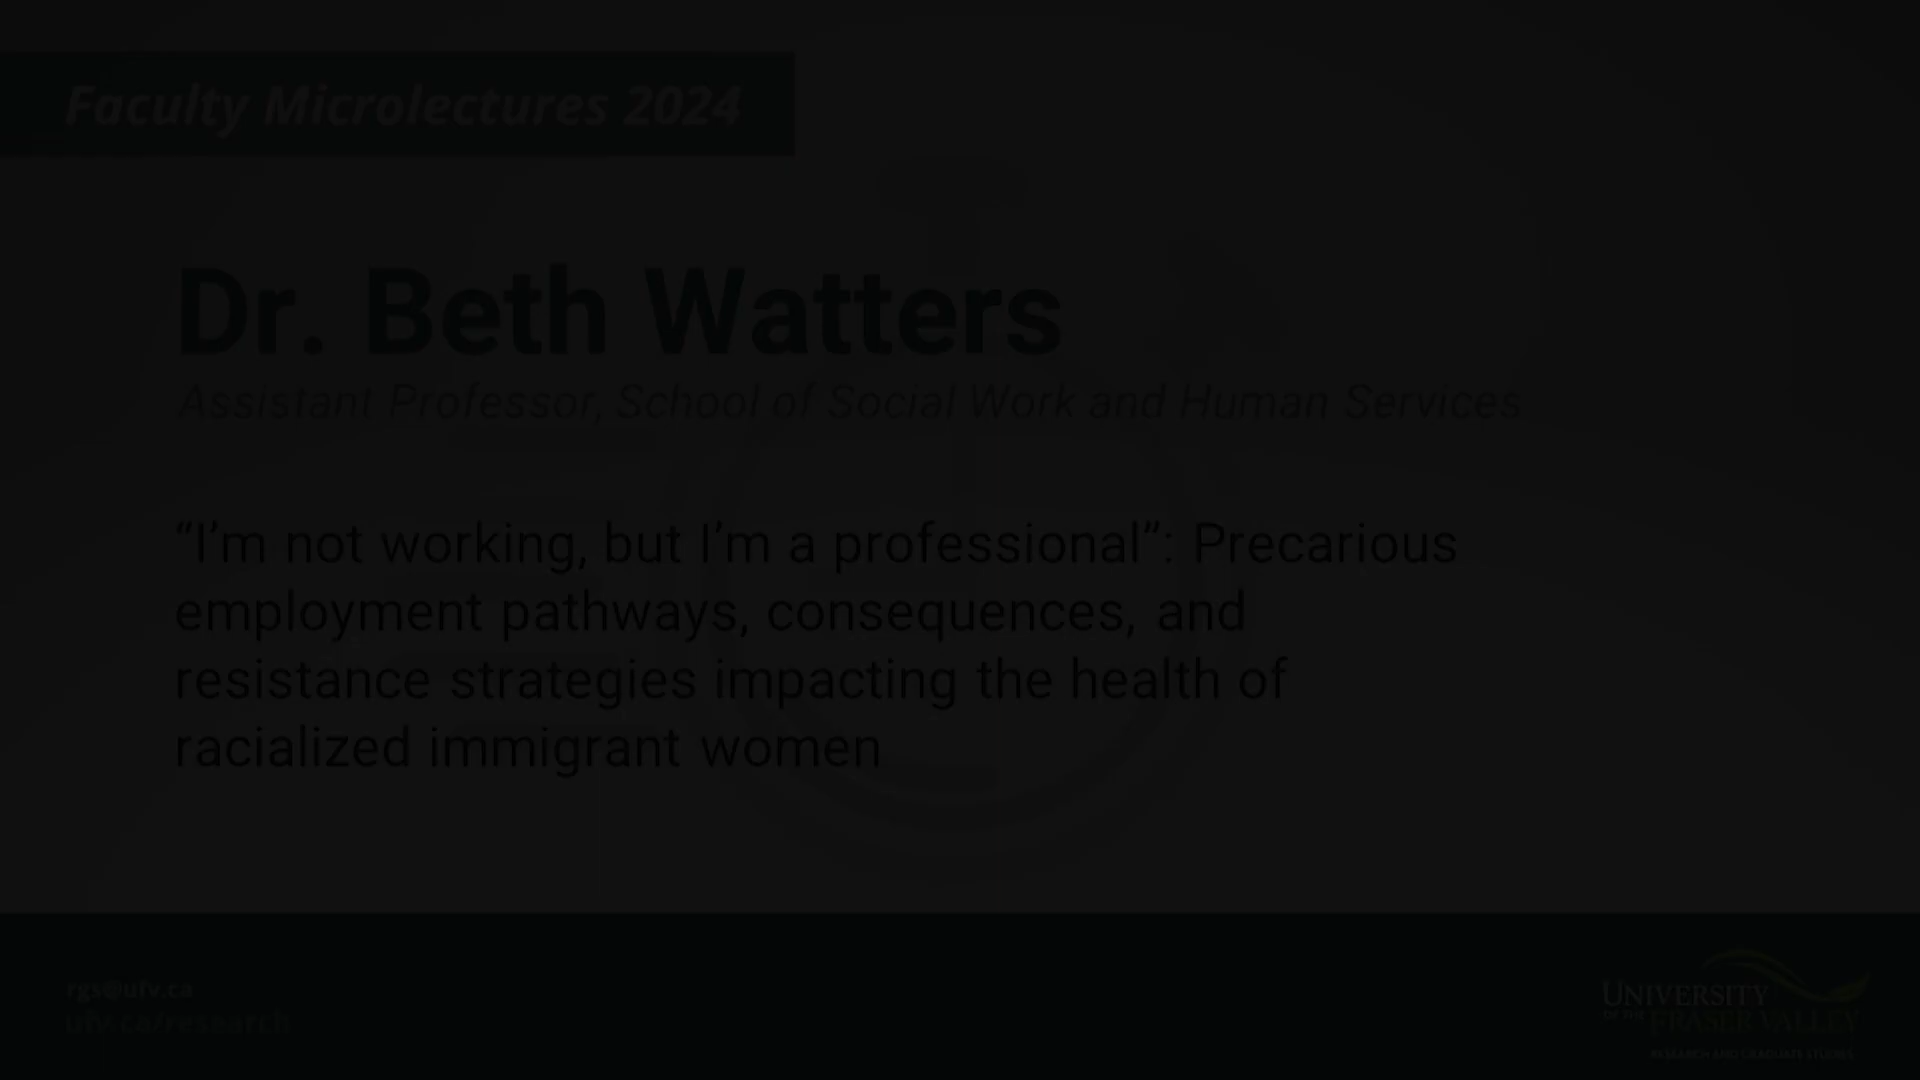 Faculty Microlectures 2024
Dr. Beth Watters
Assistant Professor, School of Social Work and Human Services
“I’m not working, but I’m a professional”: Precarious
employment pathways, consequences, and
resistance strategies impacting the health of
racialized immigrant women
rgs@ufv.ca
ufv.ca/research
UNIVERSITY
OF THE FRASER VALLEY
RESEARCH AND GRADUATE STUDIES